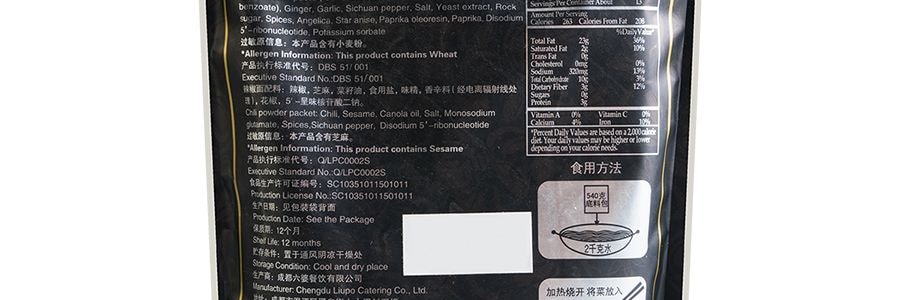 benzoate), Ginger, Garlic, Sichuan pepper, Salt, Yeast extract, Rock
sugar, Spices, Angelica, Star anise, Paprika oleoresin, Paprika, Disodium
5'-ribonucleotide, Potassium sorbate
过敏原信息：本产品含有小麦粉。
*Allergen Information: This product contains Wheat
产品执行标准代号：DBS 51/001
Executive Standard No.:DBS 51/001
辣椒面配料：辣椒，芝麻，菜籽油，食用盐，味精，香辛料（经电离辐射线处
理），花椒，5'-呈味核苷酸二钠。
Chili powder packet: Chili, Sesame, Canola oil, Salt, Monosodium
glutamate, Spices,Sichuan pepper, Disodium 5'-ribonucleotide
过敏原信息：本产品含有芝麻。
*Allergen Information: This product contains Sesame
产品执行标准代号：Q/LPC0002S
Executive Standard No.:Q/LPC0002S
食品生产许可证编号：SC10351011501011
Production License No.:SC10351011501011
生产日期：见包装袋背面
Production Date: See the Package
保质期：12个月
Shelf Life: 12 months
贮存条件：置于通风阴凉干燥处
Storage Condition: Cool and dry place
生产商：成都六婆餐饮有限公司
Manufacturer: Chengdu Liupo Catering Co., Ltd.
Servings Per Container About 13
Amount Per Serving
Calories 263 Calories From Fat 208
%DailyValue*
Total Fat 23g 36%
Saturated Fat 2g 10%
Trans Fat 0g
Cholesterol 0mg 0%
Sodium 320mg 13%
Total Carbohydrate 10g 3%
Dietary Fiber 3g 12%
Sugars 0g
Protein 3g
Vitamin A 0% Vitamin C 0%
Calcium 4% Iron 10%
*Percent Daily Values are based on a 2,000 calorie
diet. Your daily values may be higher or lower
depending on your calorie needs.
食用方法
540克
底料包
2千克水
加热烧开 将菜放入